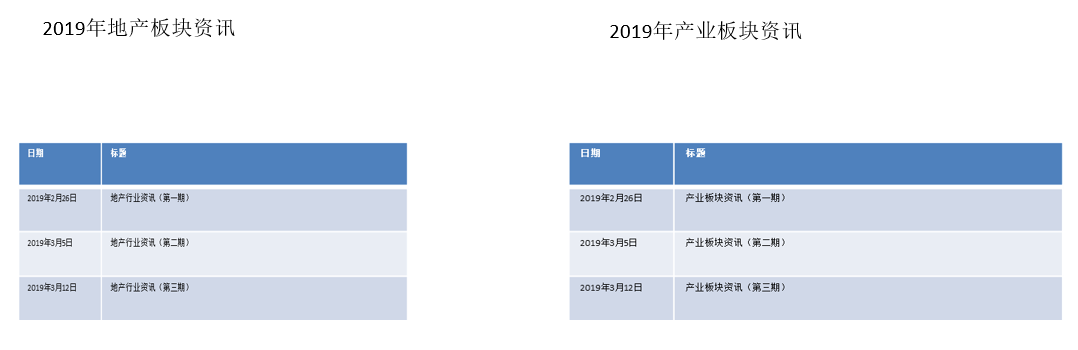 2019年地产板块资讯
日期 标题
2019年2月26日 地产行业资讯（第一期）
2019年3月5日 地产行业资讯（第二期）
2019年3月12日 地产行业资讯（第三期）
2019年产业板块资讯
日期 标题
2019年2月26日 产业板块资讯（第一期）
2019年3月5日 产业板块资讯（第二期）
2019年3月12日 产业板块资讯（第三期）